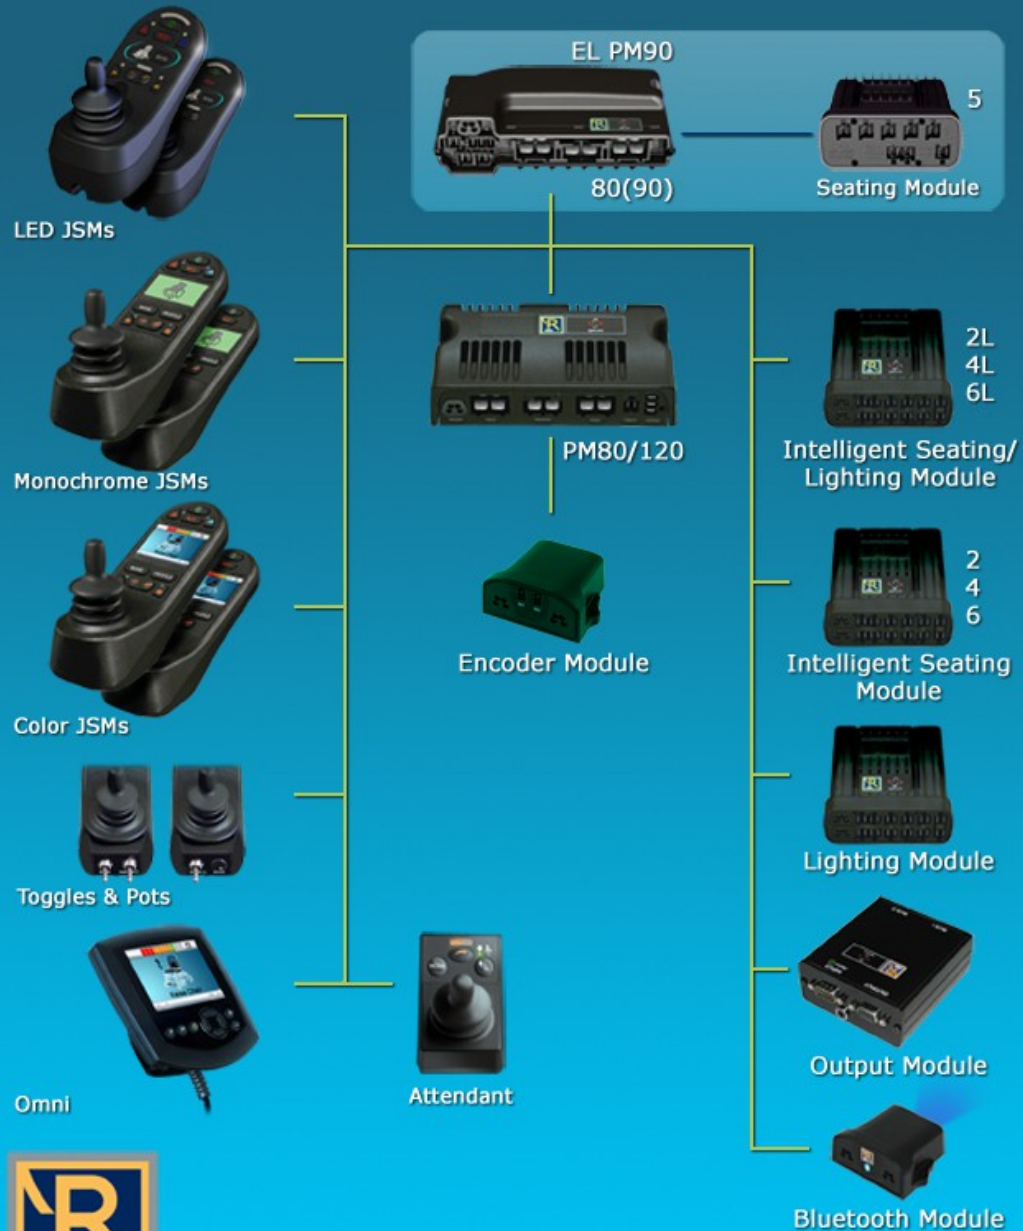 EL PM90
80(90)
5
Seating Module
LED JSMs
Monochrome JSMs
Color JSMs
Toggles & Pots
Omni
PM80/120
Encoder Module
Attendant
2L
4L
6L
Intelligent Seating/
Lighting Module
2
4
6
Intelligent Seating
Module
Lighting Module
Output Module
Bluetooth Module
R